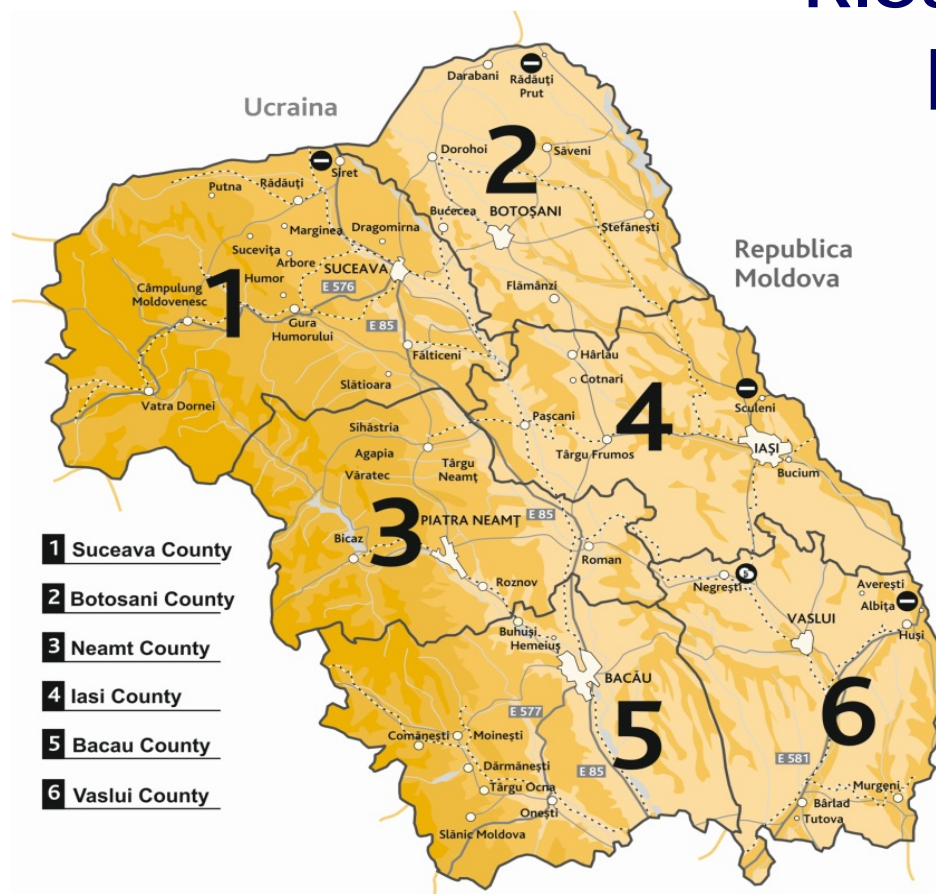 Ucraina
Republica
Moldova
Darabani
Rădăuți
Prut
2
Dorohoi
Săveni
Bucecea
BOTOȘANI
Ștefănești
Flămânzi
Siret
Putna
Rădăuți
Marginea
Dragomirna
Sucevița
Arbore
SUCEAVA
Humor
E 576
Câmpulung
Moldovenesc
1
Gura
Humorului
E 85
Fălticeni
Slătioara
Vatra Dornei
Hârlău
Cotnari
4
Sculeni
Pașcani
Târgu Frumos
IAȘI
Bucium
Sihăstria
Agapia
Văratec
Târgu
Neamț
3
PIATRA NEAMȚ
E 85
Bicaz
Roman
Roznov
Negrești
Averești
Albița
Huși
VASLUI
6
Buhuși
Hemeiuș
BACĂU
5
E 577
Comănești
Moinești
Dărmănești
E 85
Târgu Ocna
Onești
Slănic Moldova
E 581
Murgeni
Bârlad
Tutova
1 Suceava County
2 Botosani County
3 Neamt County
4 Iasi County
5 Bacau County
6 Vaslui County